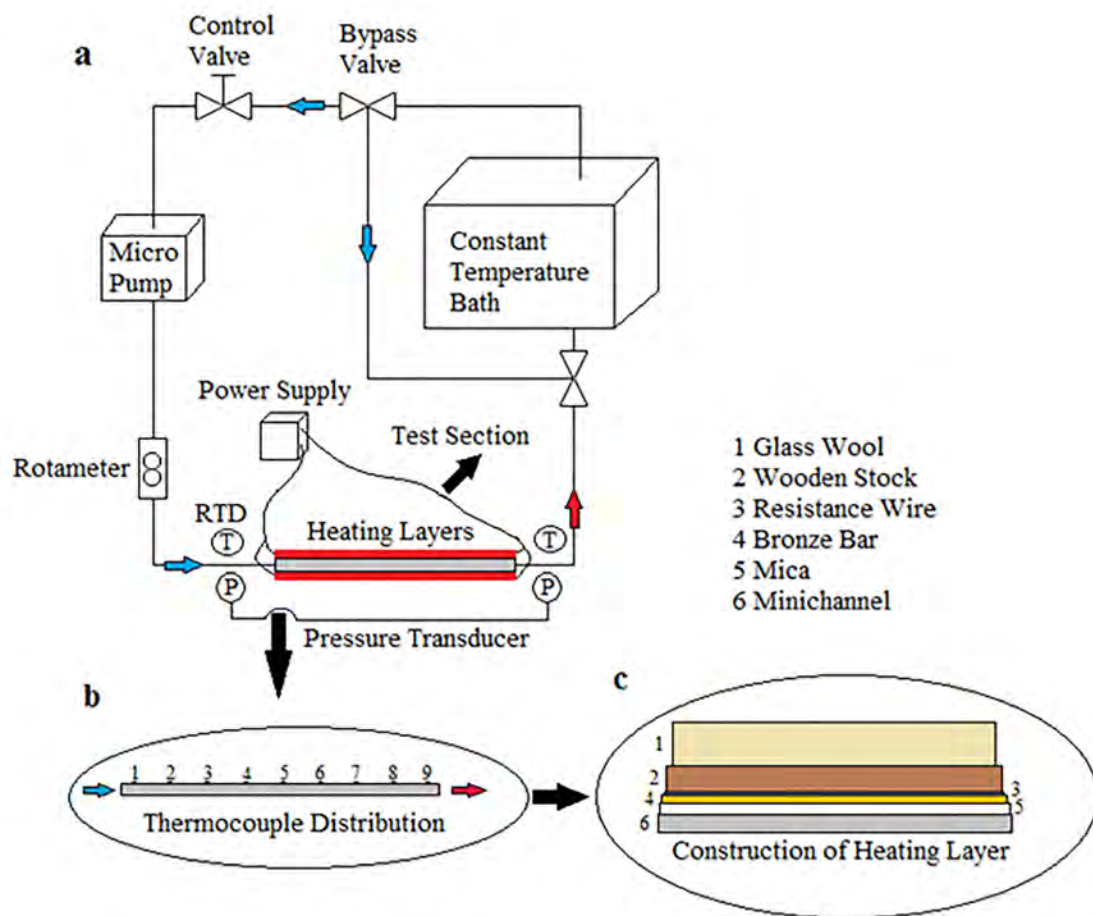 a
Control
Valve
Bypass
Valve
Micro
Pump
Constant
Temperature
Bath
Power Supply
Test Section
Rotameter
RTD
T
Heating Layers
T
P
P
Pressure Transducer
1 Glass Wool
2 Wooden Stock
3 Resistance Wire
4 Bronze Bar
5 Mica
6 Minichannel
b
1 2 3 4 5 6 7 8 9
Thermocouple Distribution
c
1
2
3
4
5
6
Construction of Heating Layer